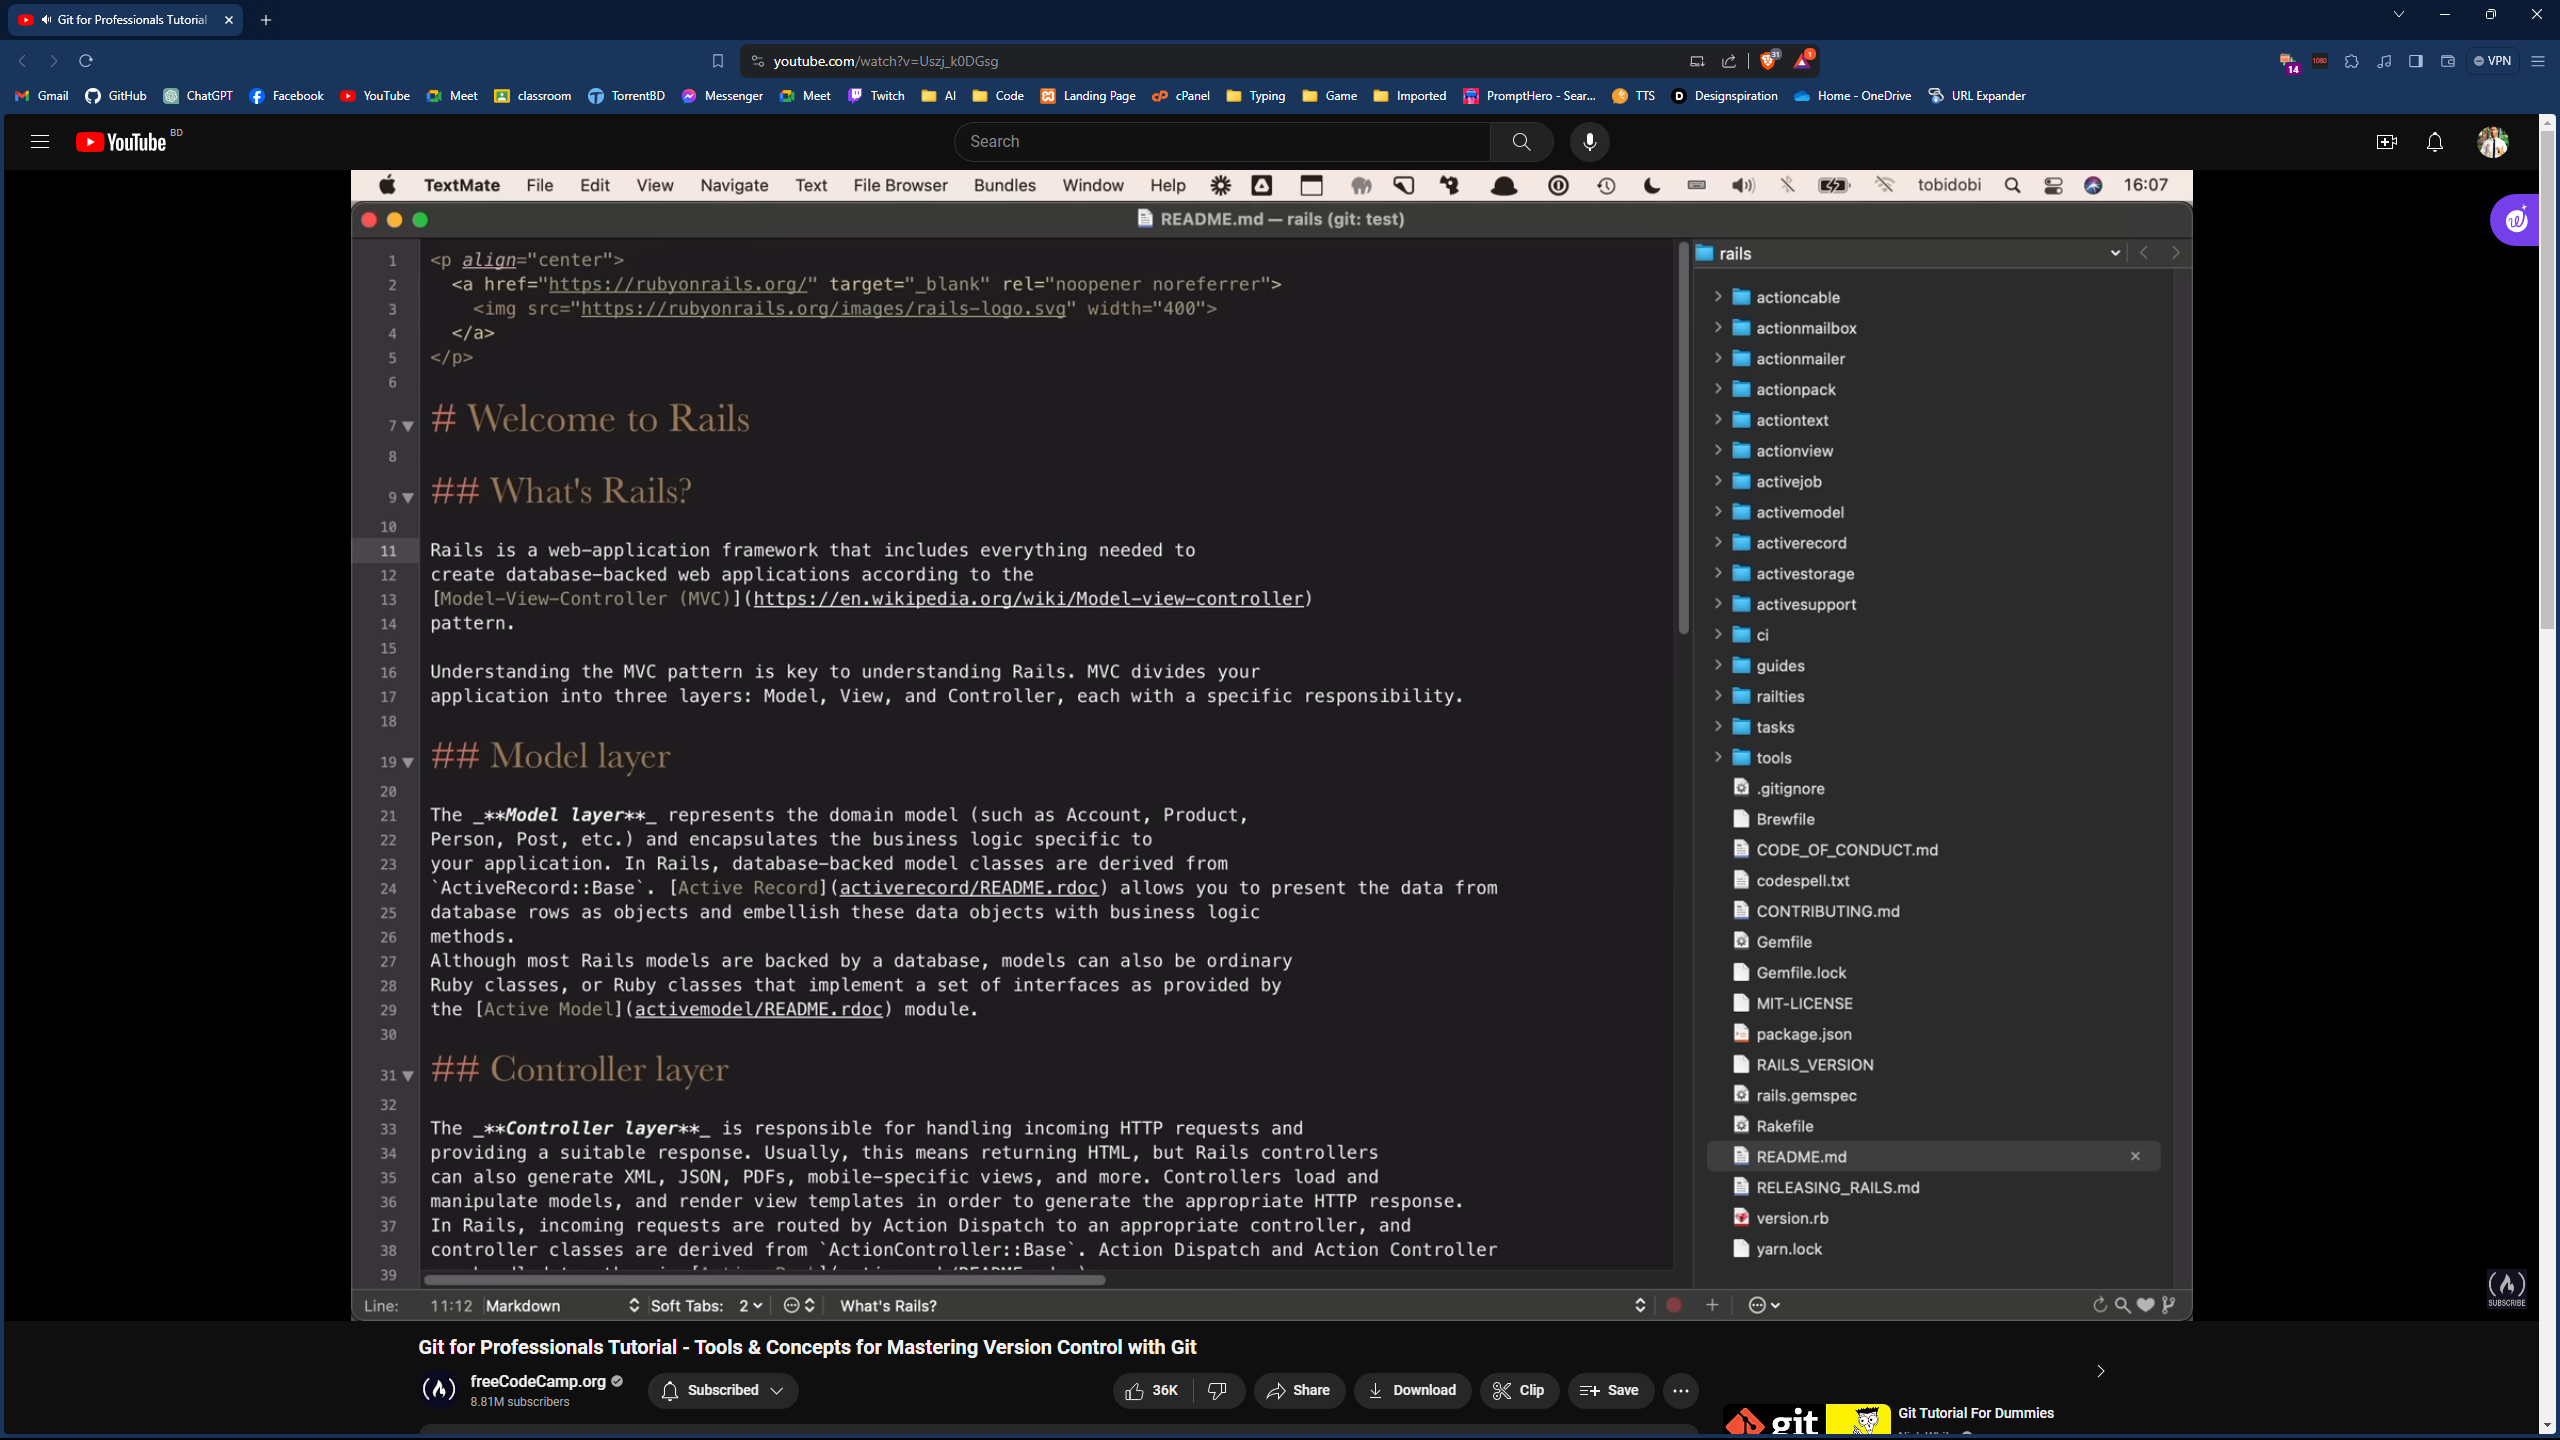 Git for Professionals Tutorial
youtube.com/watch?v=Uszj_k0DGsg
31
1
14
1080
VPN
Gmail GitHub ChatGPT Facebook YouTube Meet classroom TorrentBD Messenger Meet Twitch AI Code Landing Page cPanel Typing Game Imported PromptHero - Sear... TTS Designspiration Home - OneDrive URL Expander
YouTube BD
Search
TextMate File Edit View Navigate Text File Browser Bundles Window Help tobidobi 16:07
README.md — rails (git: test)
1 <p align="center">
2 <a href="https://rubyonrails.org/" target="_blank" rel="noopener noreferrer">
3 <img src="https://rubyonrails.org/images/rails-logo.svg" width="400">
4 </a>
5 </p>
6
7 # Welcome to Rails
8
9 ## What's Rails?
10
11 Rails is a web-application framework that includes everything needed to
12 create database-backed web applications according to the
13 [Model-View-Controller (MVC)](https://en.wikipedia.org/wiki/Model-view-controller)
14 pattern.
15
16 Understanding the MVC pattern is key to understanding Rails. MVC divides your
17 application into three layers: Model, View, and Controller, each with a specific responsibility.
18
19 ## Model layer
20
21 The _**Model layer**_ represents the domain model (such as Account, Product,
22 Person, Post, etc.) and encapsulates the business logic specific to
23 your application. In Rails, database-backed model classes are derived from
24 `ActiveRecord::Base`. [Active Record](activerecord/README.rdoc) allows you to present the data from
25 database rows as objects and embellish these data objects with business logic
26 methods.
27 Although most Rails models are backed by a database, models can also be ordinary
28 Ruby classes, or Ruby classes that implement a set of interfaces as provided by
29 the [Active Model](activemodel/README.rdoc) module.
30
31 ## Controller layer
32
33 The _**Controller layer**_ is responsible for handling incoming HTTP requests and
34 providing a suitable response. Usually, this means returning HTML, but Rails controllers
35 can also generate XML, JSON, PDFs, mobile-specific views, and more. Controllers load and
36 manipulate models, and render view templates in order to generate the appropriate HTTP response.
37 In Rails, incoming requests are routed by Action Dispatch to an appropriate controller, and
38 controller classes are derived from `ActionController::Base`. Action Dispatch and Action Controller
39
rails
actioncable
actionmailbox
actionmailer
actionpack
actiontext
actionview
activejob
activemodel
activerecord
activestorage
activesupport
ci
guides
railties
tasks
tools
.gitignore
Brewfile
CODE_OF_CONDUCT.md
codespell.txt
CONTRIBUTING.md
Gemfile
Gemfile.lock
MIT-LICENSE
package.json
RAILS_VERSION
rails.gemspec
Rakefile
README.md
RELEASING_RAILS.md
version.rb
yarn.lock
Line: 11:12 Markdown Soft Tabs: 2 What's Rails?
SUBSCRIBE
Git for Professionals Tutorial - Tools & Concepts for Mastering Version Control with Git
freeCodeCamp.org
8.81M subscribers
Subscribed
36K Share Download Clip Save
git
Git Tutorial For Dummies